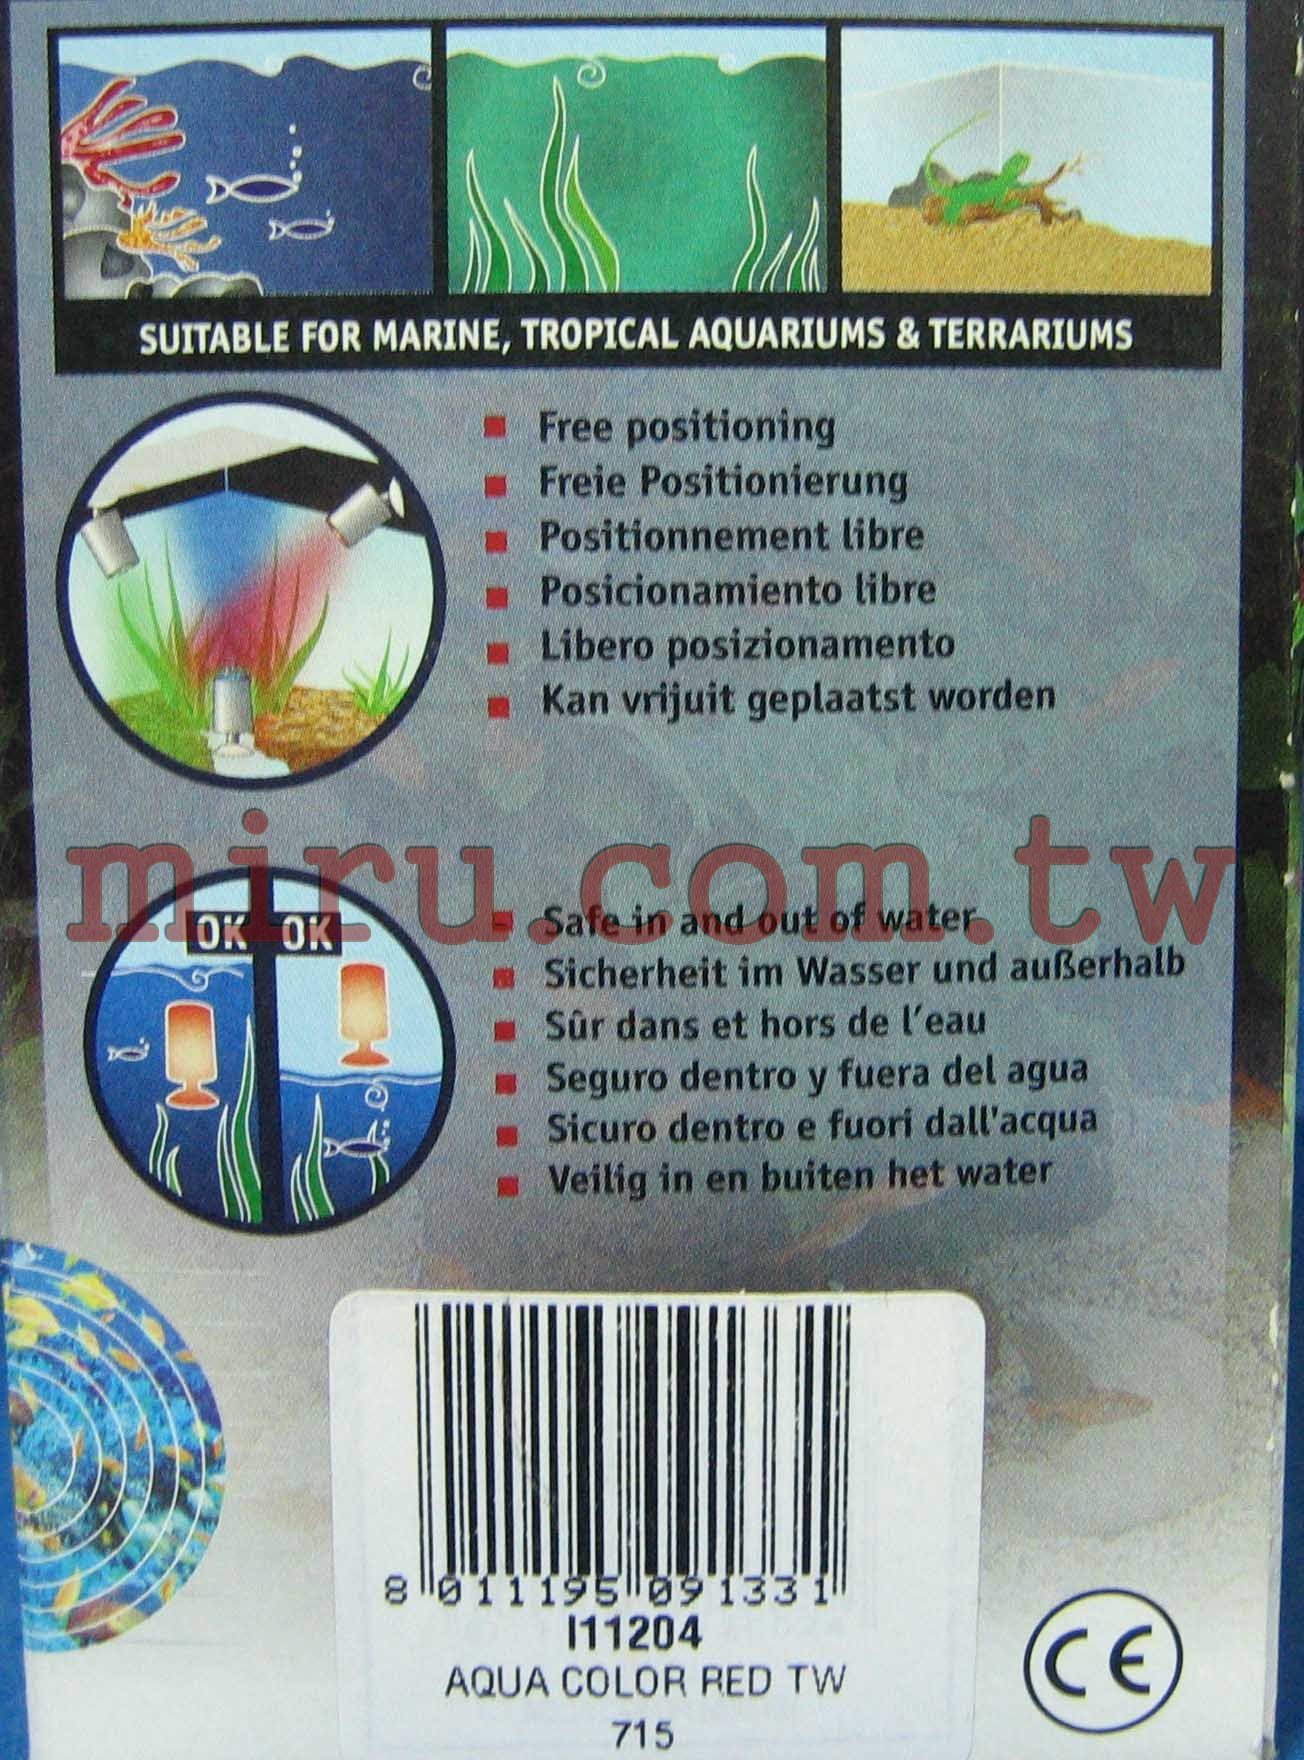 SUITABLE FOR MARINE, TROPICAL AQUARIUMS & TERRARIUMS
Free positioning
Freie Positionierung
Positionnement libre
Posicionamiento libre
Libero posizionamento
Kan vrijuit geplaatst worden
miru.com.tw
OK OK
Safe in and out of water
Sicherheit im Wasser und außerhalb
Sûr dans et hors de l'eau
Seguro dentro y fuera del agua
Sicuro dentro e fuori dall'acqua
Veilig in en buiten het water
8 011195 091331
I11204
AQUA COLOR RED TW
715
CE